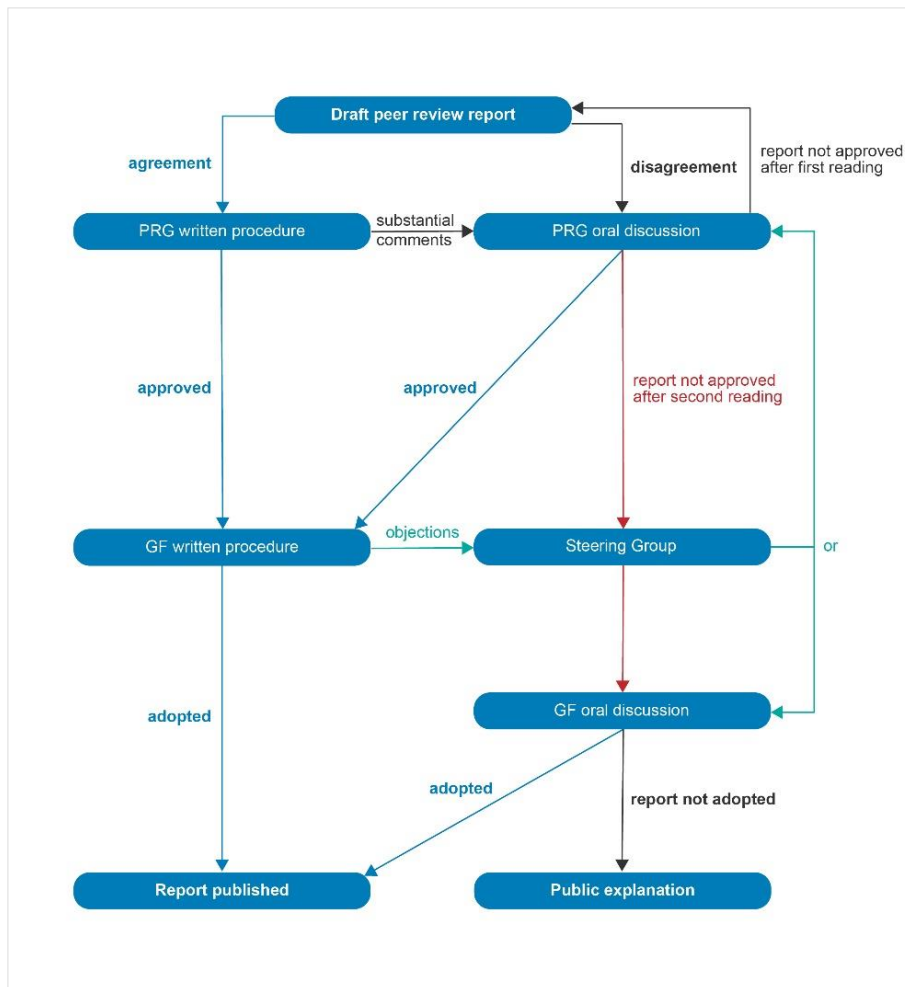 Draft peer review report
agreement
disagreement
report not approved
after first reading
PRG written procedure
substantial
comments
PRG oral discussion
approved
approved
report not approved
after second reading
GF written procedure
objections
Steering Group
or
GF oral discussion
adopted
adopted
report not adopted
Report published
Public explanation